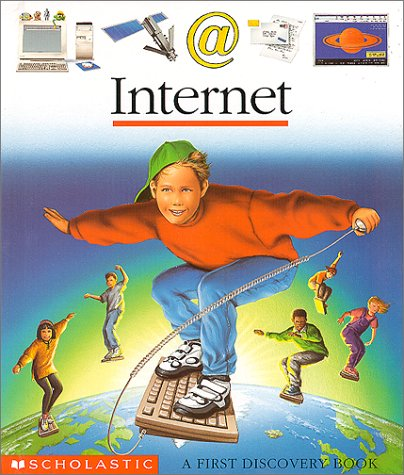 @
Internet
SCHOLASTIC
A FIRST DISCOVERY BOOK